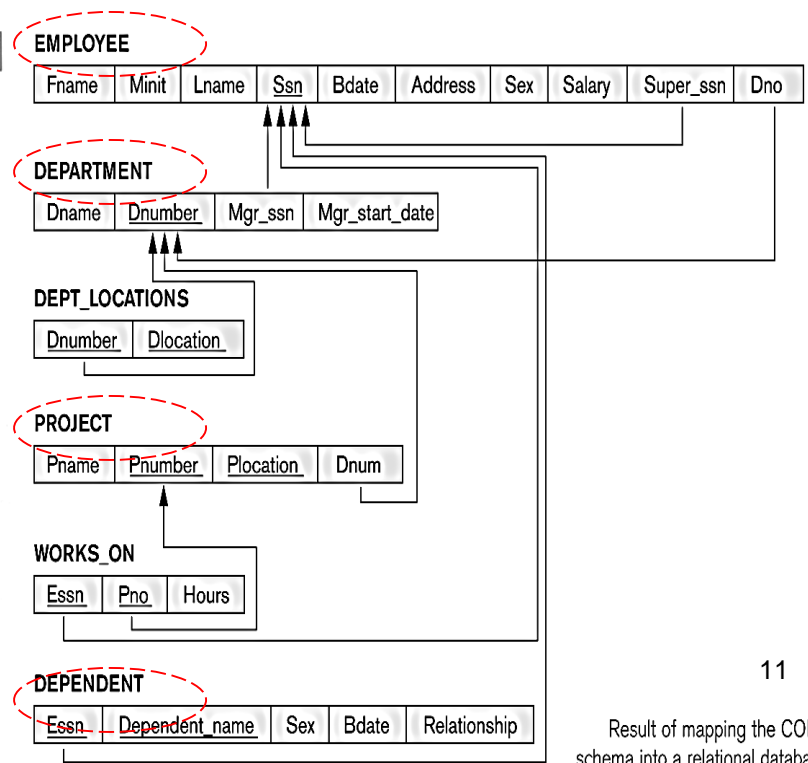 EMPLOYEE
Fname Minit Lname Ssn Bdate Address Sex Salary Super_ssn Dno
DEPARTMENT
Dname Dnumber Mgr_ssn Mgr_start_date
DEPT_LOCATIONS
Dnumber Dlocation
PROJECT
Pname Pnumber Plocation Dnum
WORKS_ON
Essn Pno Hours
DEPENDENT
Essn Dependent_name Sex Bdate Relationship
11
Result of mapping the CO
schema into a relational databa